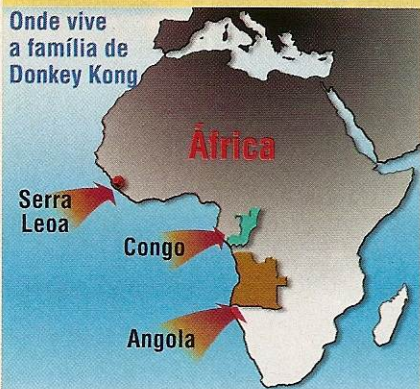 Onde vive
a família de
Donkey Kong
África
Serra
Leoa
Congo
Angola